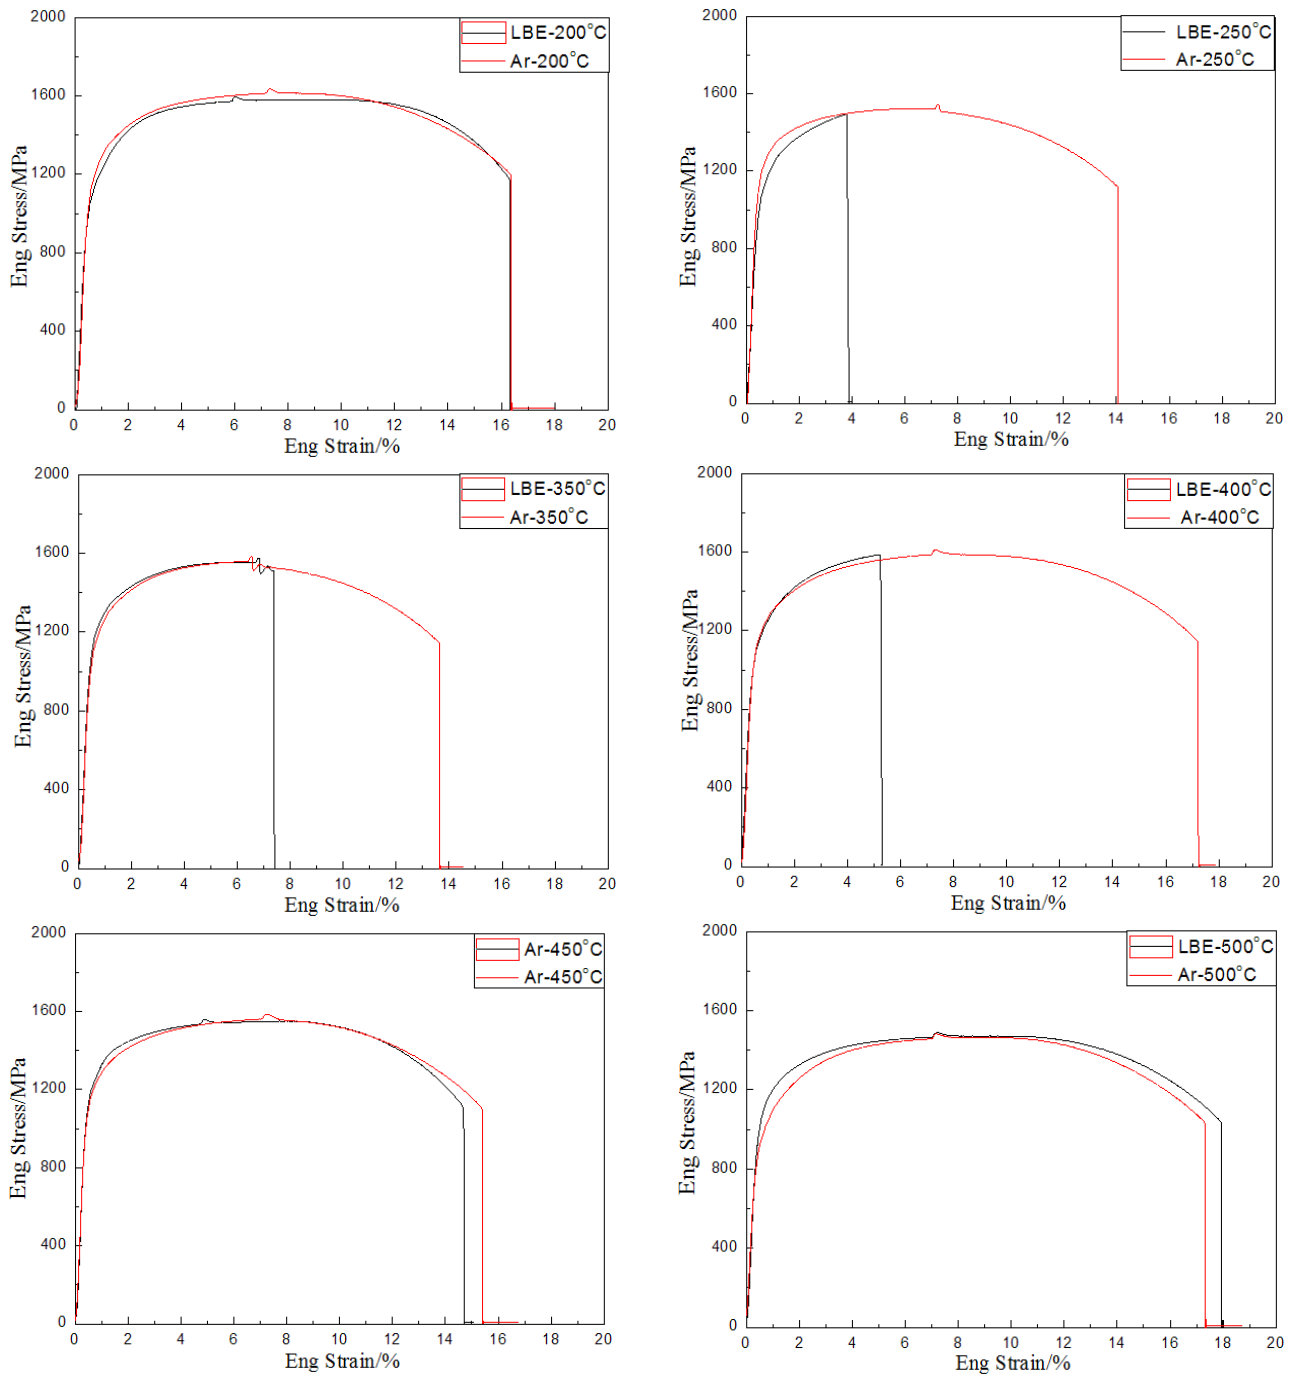 2000
1600
1200
800
400
0
Eng Stress/MPa
0 2 4 6 8 10 12 14 16 18 20
Eng Strain/%
LBE-200°C
Ar-200°C
2000
1600
1200
800
400
0
Eng Stress/MPa
0 2 4 6 8 10 12 14 16 18 20
Eng Strain/%
LBE-250°C
Ar-250°C
2000
1600
1200
800
400
0
Eng Stress/MPa
0 2 4 6 8 10 12 14 16 18 20
Eng Strain/%
LBE-350°C
Ar-350°C
2000
1600
1200
800
400
0
Eng Stress/MPa
0 2 4 6 8 10 12 14 16 18 20
Eng Strain/%
LBE-400°C
Ar-400°C
2000
1600
1200
800
400
0
Eng Stress/MPa
0 2 4 6 8 10 12 14 16 18 20
Eng Strain/%
Ar-450°C
Ar-450°C
2000
1600
1200
800
400
0
Eng Stress/MPa
0 2 4 6 8 10 12 14 16 18 20
Eng Strain/%
LBE-500°C
Ar-500°C